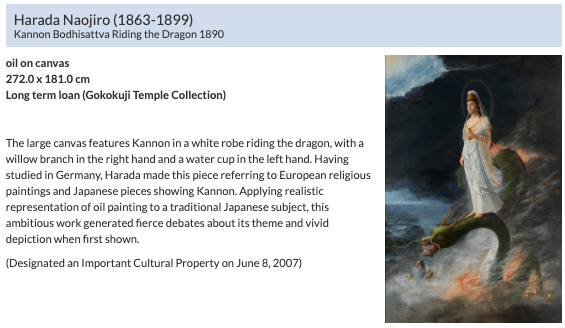 Harada Naojiro (1863-1899)
Kannon Bodhisattva Riding the Dragon 1890
oil on canvas
272.0 x 181.0 cm
Long term loan (Gokokuji Temple Collection)
The large canvas features Kannon in a white robe riding the dragon, with a
willow branch in the right hand and a water cup in the left hand. Having
studied in Germany, Harada made this piece referring to European religious
paintings and Japanese pieces showing Kannon. Applying realistic
representation of oil painting to a traditional Japanese subject, this
ambitious work generated fierce debates about its theme and vivid
depiction when first shown.
(Designated an Important Cultural Property on June 8, 2007)